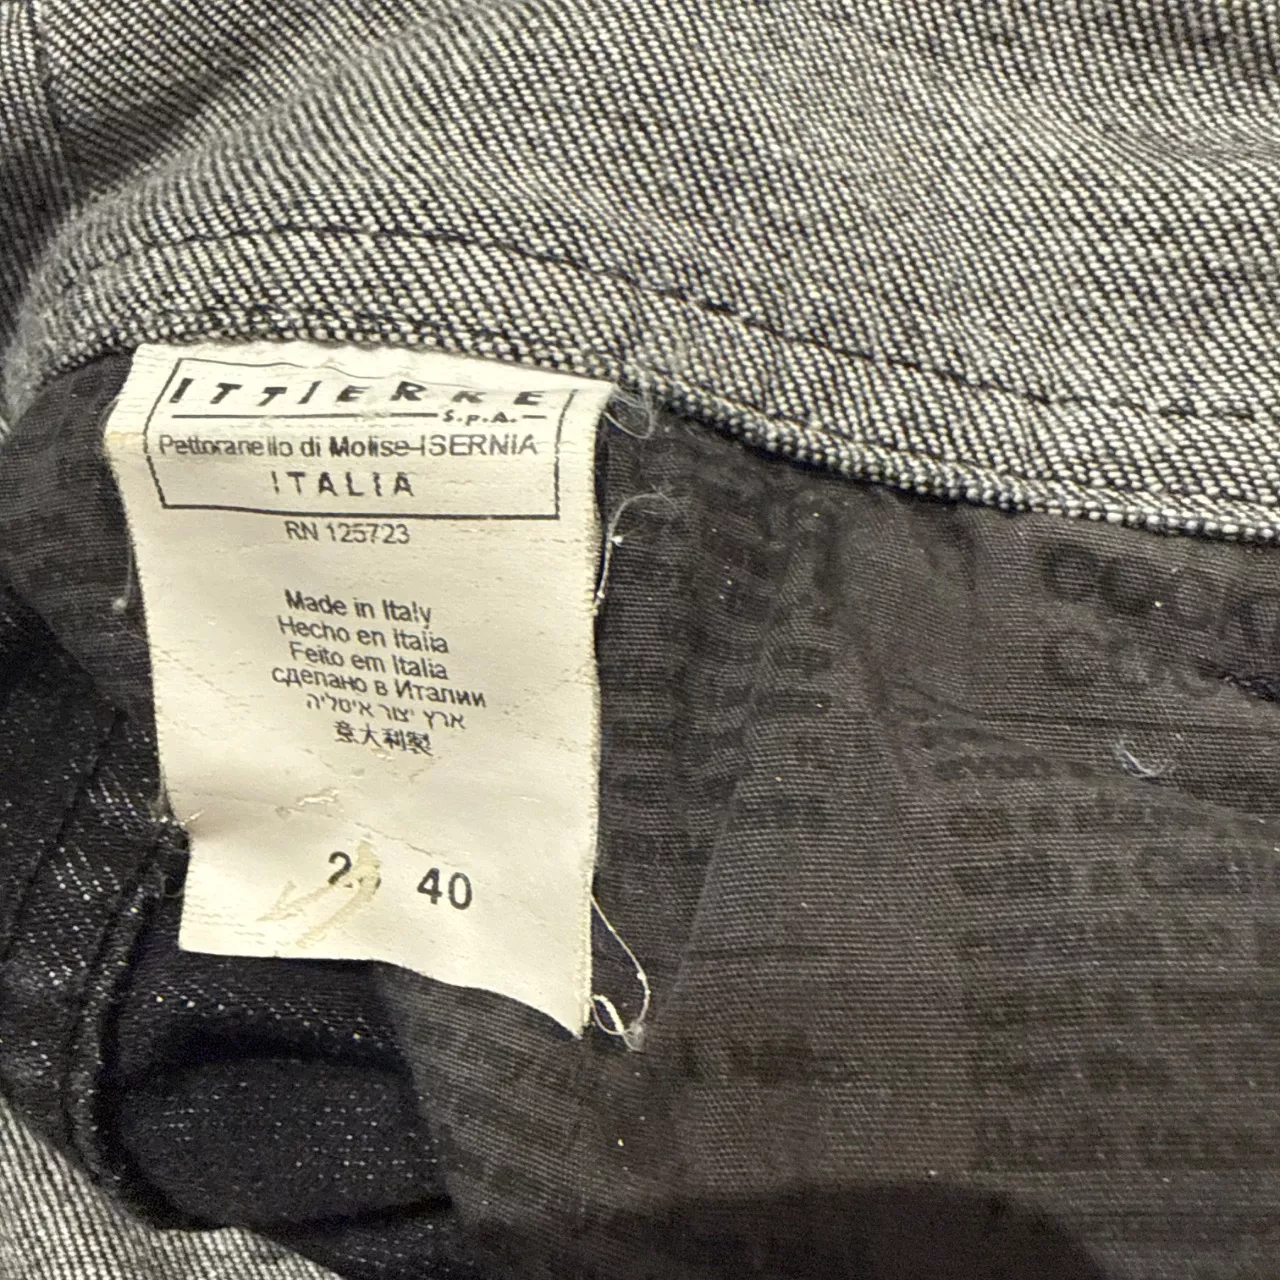 ITTIERRE
S.p.A.
Pettoranello di Molise-ISERNIA
ITALIA
RN 125723
Made in Italy
Hecho en Italia
Feito em Italia
сделано в Италии
ארץ יצור איטליה
意大利製
40